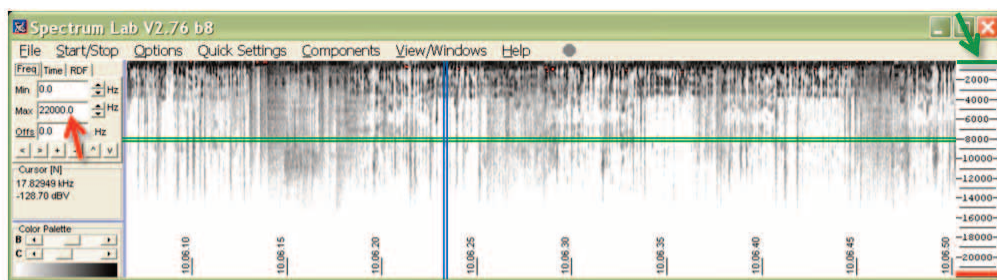 Spectrum Lab V2.76 b8
File Start/Stop Options Quick Settings Components View/Windows Help
Freq Time RDF
Min 0.0 Hz
Max 22000.0 Hz
Offs 0.0 Hz
< > + - ^ v
Cursor [N]
17.82949 kHz
-128.70 dBV
Color Palette
B
C
10:06:10
10:06:15
10:06:20
10:06:25
10:06:30
10:06:35
10:06:40
10:06:45
10:06:50
-2000-
-4000-
-6000-
-8000-
-10000-
-12000-
-14000-
-16000-
-18000-
-20000-